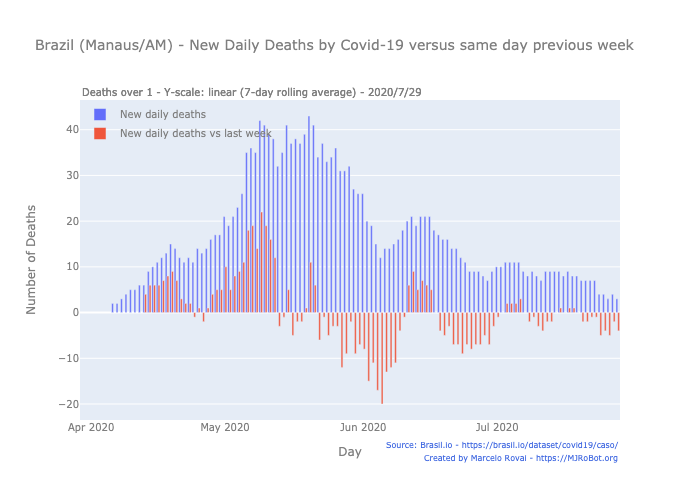 Brazil (Manaus/AM) - New Daily Deaths by Covid-19 versus same day previous week
Deaths over 1 - Y-scale: linear (7-day rolling average) - 2020/7/29
New daily deaths
New daily deaths vs last week
Number of Deaths
40
30
20
10
0
−10
−20
Apr 2020
May 2020
Jun 2020
Jul 2020
Day
Source: Brasil.io - https://brasil.io/dataset/covid19/caso/
Created by Marcelo Rovai - https://MJRoBot.org